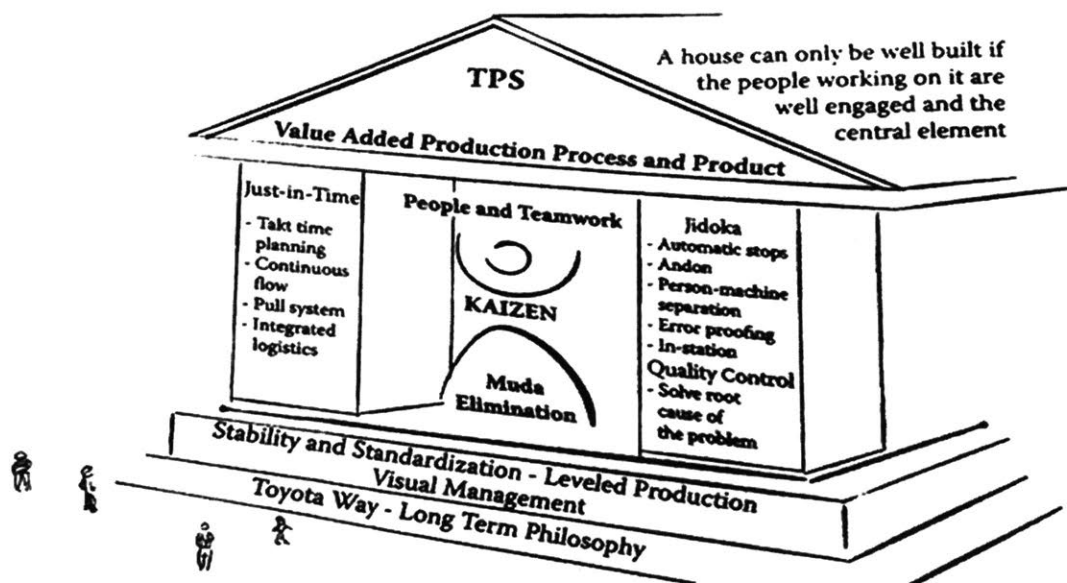 TPS
A house can only be well built if
the people working on it are
well engaged and the
central element
Value Added Production Process and Product
Just-in-Time
- Takt time
planning
- Continuous
flow
- Pull system
- Integrated
logistics
People and Teamwork
KAIZEN
Muda
Elimination
Jidoka
- Automatic stops
- Andon
- Person-machine
separation
- Error proofing
- In-station
Quality Control
- Solve root
cause of
the problem
Stability and Standardization - Leveled Production
Visual Management
Toyota Way - Long Term Philosophy